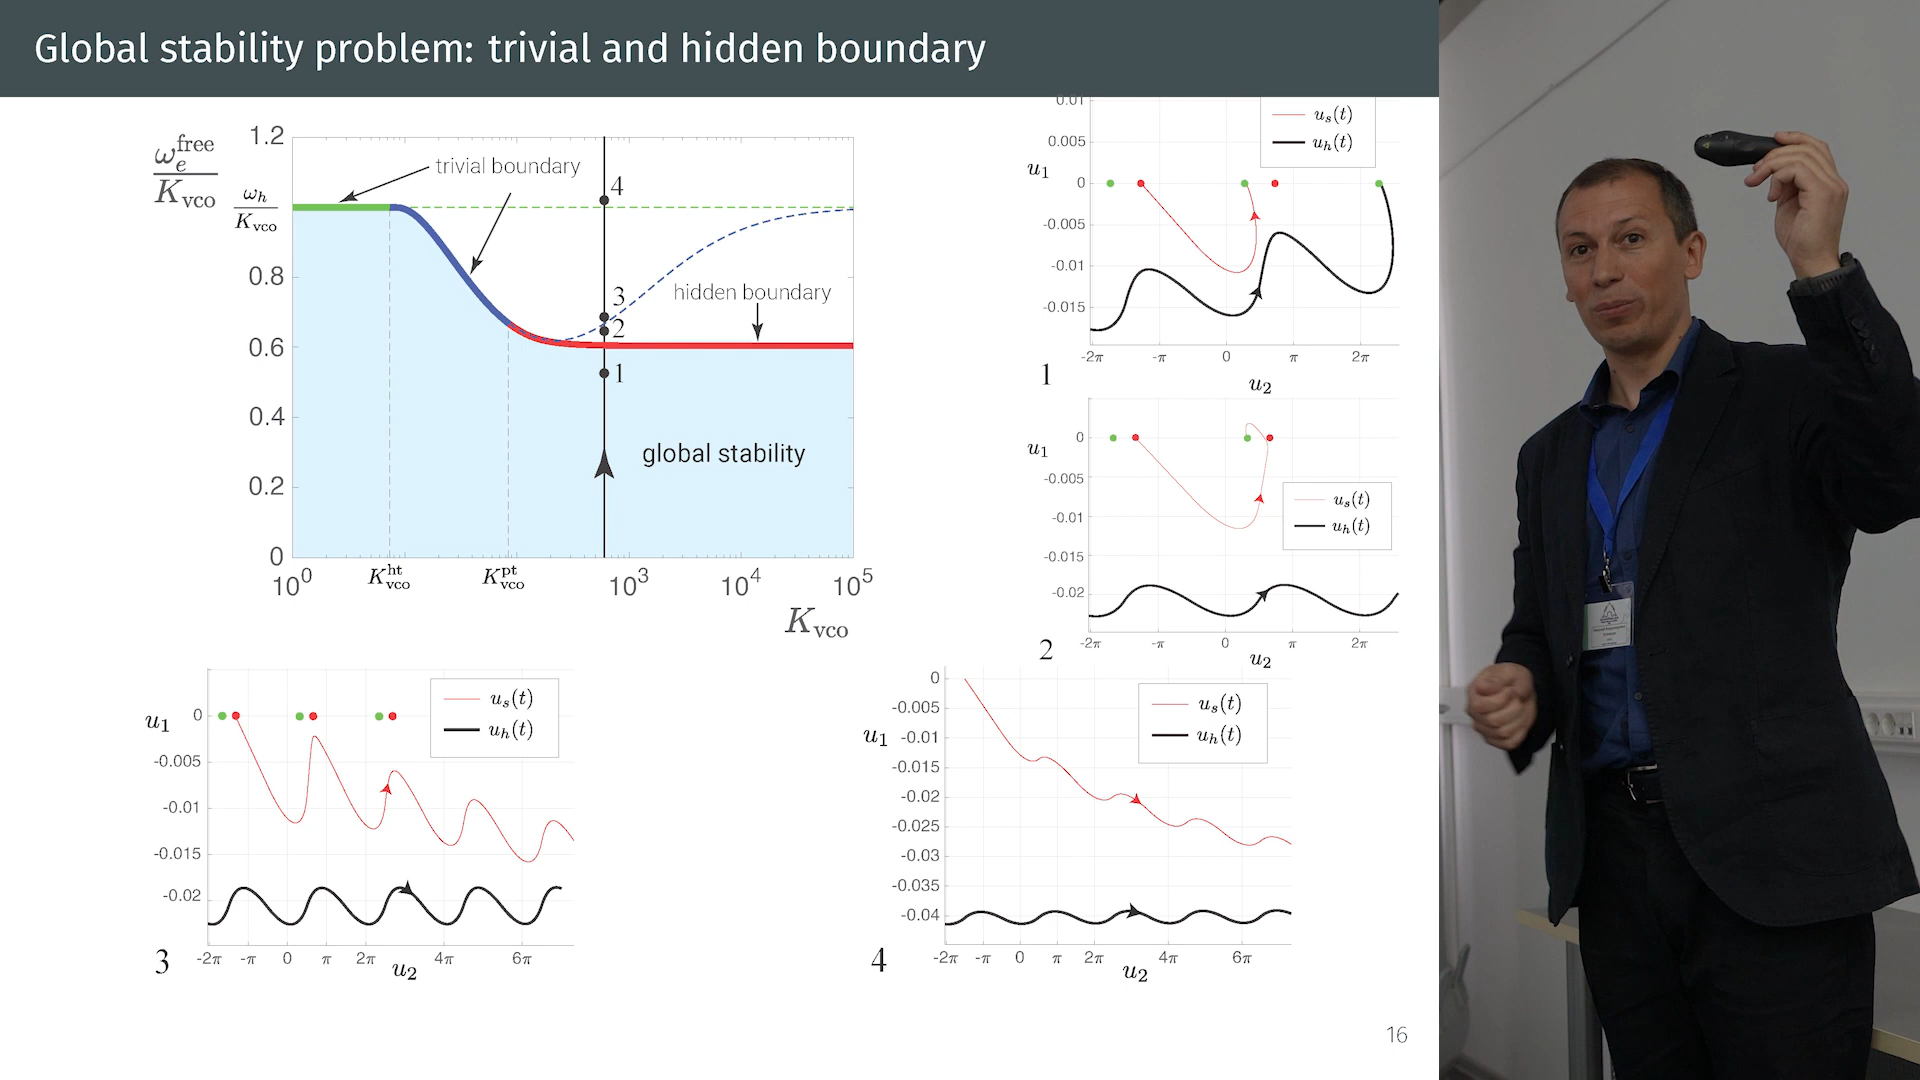 Global stability problem: trivial and hidden boundary
ω_e^free / K_vco
ω_h / K_vco
1.2
0.8
0.6
0.4
0.2
0
10^0
K_vco^ht
K_vco^pt
10^3
10^4
10^5
K_vco
trivial boundary
hidden boundary
global stability
4
3
2
1
0.01
0.005
0
-0.005
-0.01
-0.015
u_1
u_s(t)
u_h(t)
-2π -π 0 π 2π
u_2
1
0
-0.005
-0.01
-0.015
-0.02
u_1
u_s(t)
u_h(t)
-2π -π 0 π 2π
u_2
2
0
-0.005
-0.01
-0.015
-0.02
u_1
u_s(t)
u_h(t)
-2π -π 0 π 2π 4π 6π
u_2
3
0
-0.005
-0.01
-0.015
-0.02
-0.025
-0.03
-0.035
-0.04
u_1
u_s(t)
u_h(t)
-2π -π 0 π 2π 4π 6π
u_2
4
16